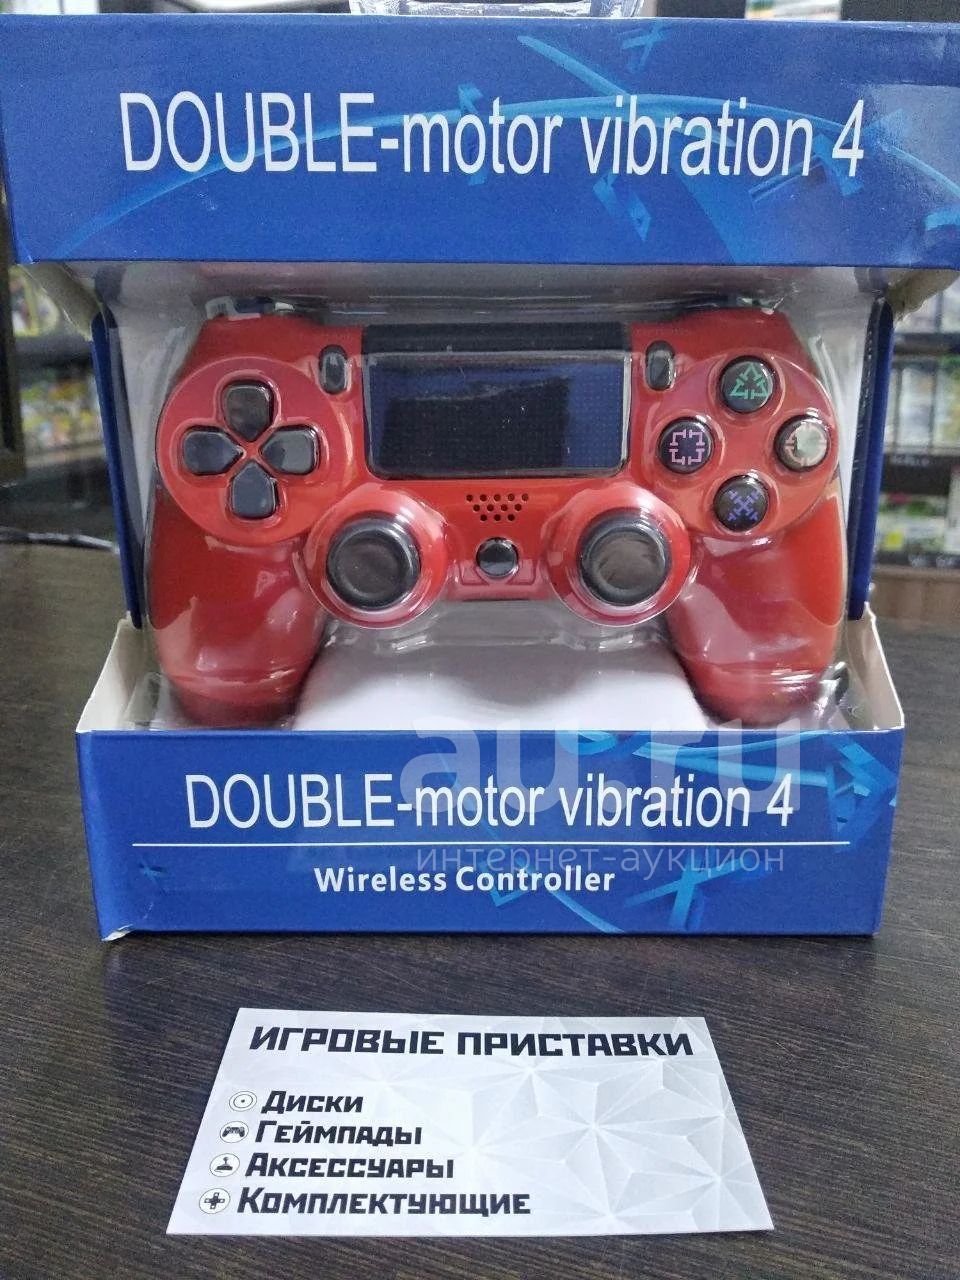 DOUBLE-motor vibration 4
DOUBLE-motor vibration 4
Wireless Controller
au.ru
интернет-аукцион
ИГРОВЫЕ ПРИСТАВКИ
Диски
Геймпады
Аксессуары
Комплектующие